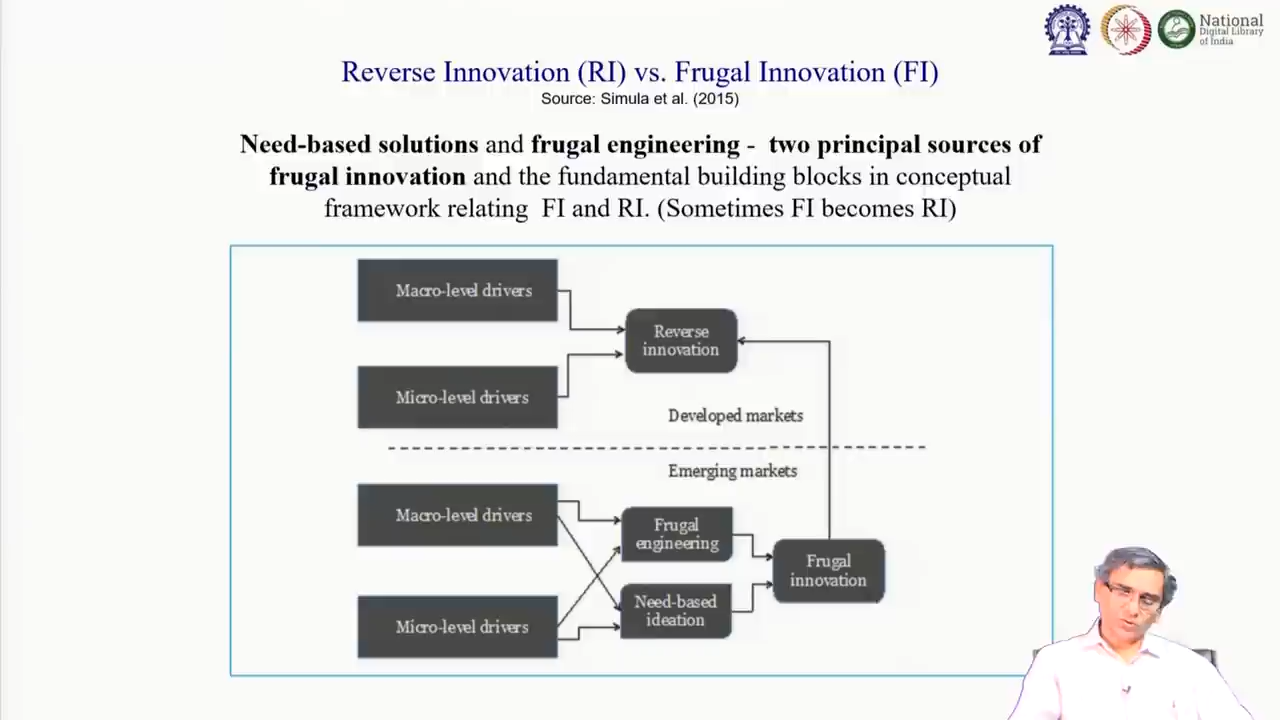 National
Digital Library
of India
Reverse Innovation (RI) vs. Frugal Innovation (FI)
Source: Simula et al. (2015)
Need-based solutions and frugal engineering - two principal sources of
frugal innovation and the fundamental building blocks in conceptual
framework relating FI and RI. (Sometimes FI becomes RI)
Macro-level drivers
Reverse
innovation
Micro-level drivers
Developed markets
Emerging markets
Macro-level drivers
Frugal
engineering
Frugal
innovation
Need-based
ideation
Micro-level drivers